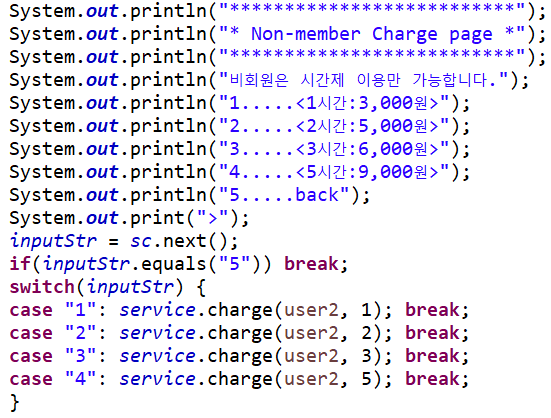 System.out.println("**************************");
System.out.println("* Non-member Charge page *");
System.out.println("**************************");
System.out.println("비회원은 시간제 이용만 가능합니다.");
System.out.println("1.....<1시간:3,000원>");
System.out.println("2.....<2시간:5,000원>");
System.out.println("3.....<3시간:6,000원>");
System.out.println("4.....<5시간:9,000원>");
System.out.println("5.....back");
System.out.print(">");
inputStr = sc.next();
if(inputStr.equals("5")) break;
switch(inputStr) {
case "1": service.charge(user2, 1); break;
case "2": service.charge(user2, 2); break;
case "3": service.charge(user2, 3); break;
case "4": service.charge(user2, 5); break;
}